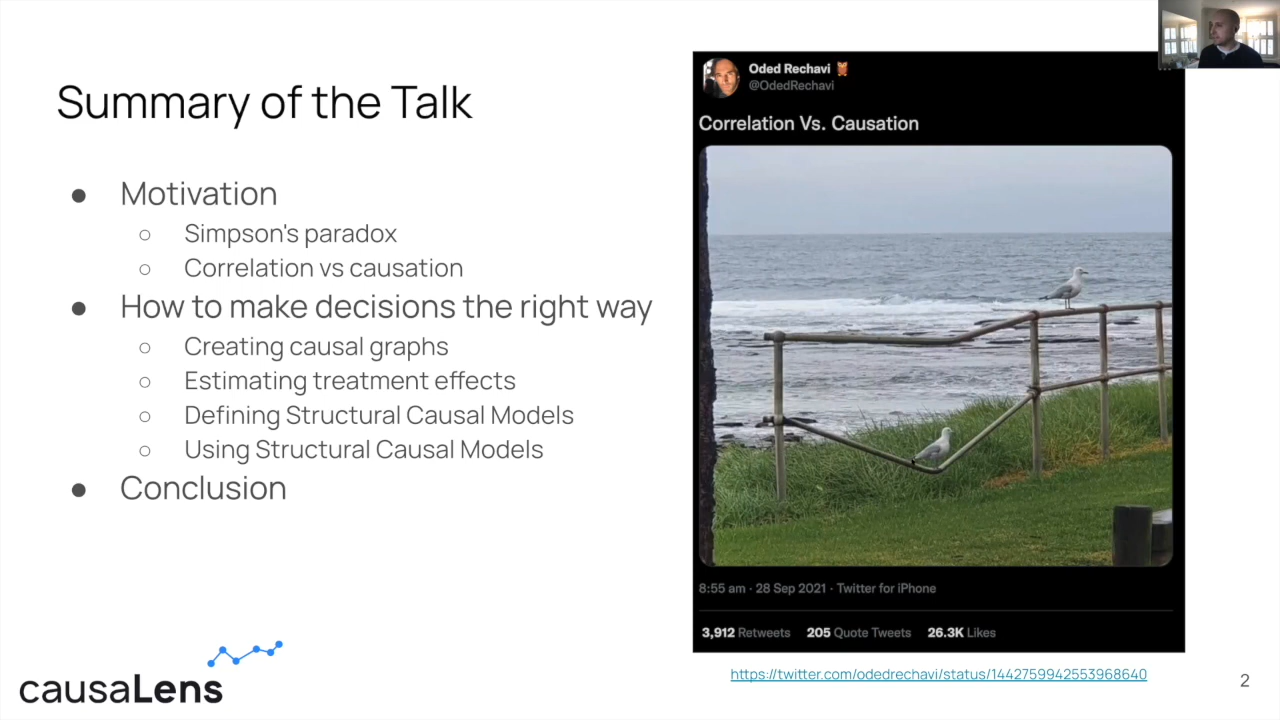 Summary of the Talk
● Motivation
○ Simpson's paradox
○ Correlation vs causation
● How to make decisions the right way
○ Creating causal graphs
○ Estimating treatment effects
○ Defining Structural Causal Models
○ Using Structural Causal Models
● Conclusion
causaLens
Oded Rechavi 🦉
@OdedRechavi
Correlation Vs. Causation
8:55 am · 28 Sep 2021 · Twitter for iPhone
3,912 Retweets 205 Quote Tweets 26.3K Likes
https://twitter.com/odedrechavi/status/1442759942553968640
2